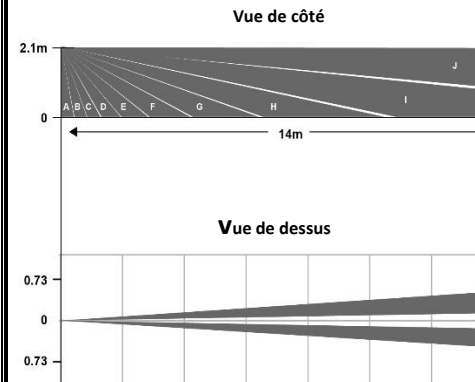 Vue de côté
2.1m
J
I
A B C D E F G H
0
14m
Vue de dessus
0.73
0
0.73